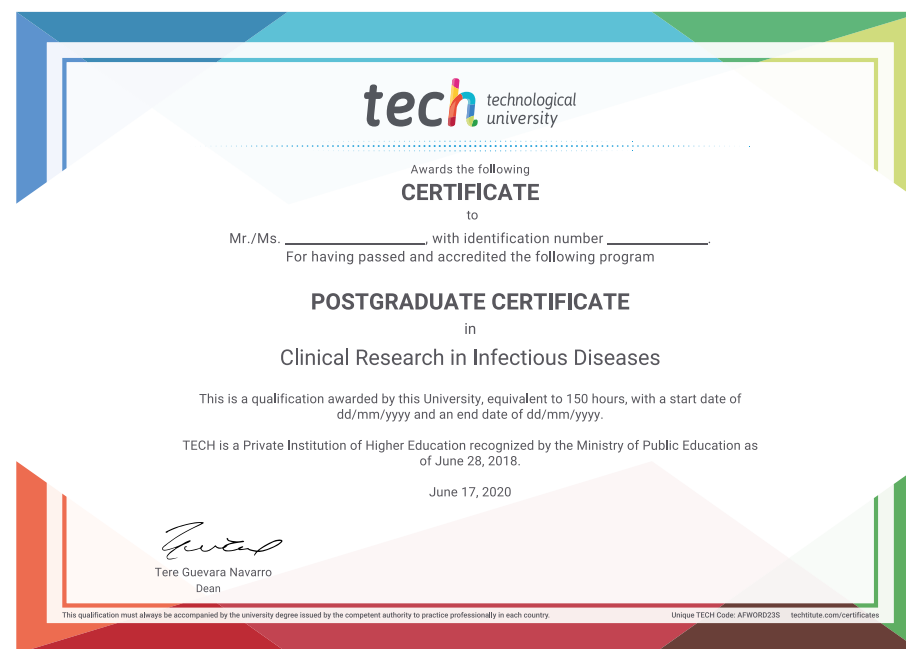 tech technological
university
Awards the following
CERTIFICATE
to
Mr./Ms. ____________________, with identification number ______________.
For having passed and accredited the following program
POSTGRADUATE CERTIFICATE
in
Clinical Research in Infectious Diseases
This is a qualification awarded by this University, equivalent to 150 hours, with a start date of
dd/mm/yyyy and an end date of dd/mm/yyyy.
TECH is a Private Institution of Higher Education recognized by the Ministry of Public Education as
of June 28, 2018.
June 17, 2020
Tere Guevara Navarro
Dean
This qualification must always be accompanied by the university degree issued by the competent authority to practice professionally in each country. Unique TECH Code: AFWORD23S techtitute.com/certificates